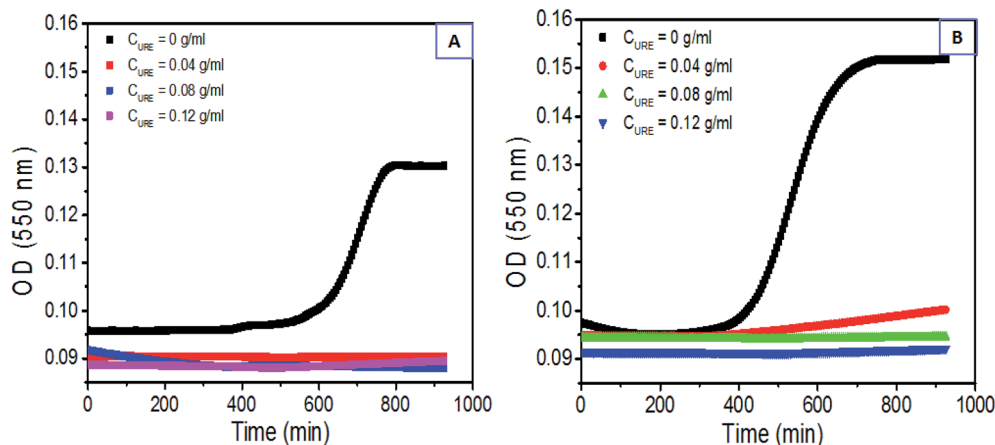 A
C_URE = 0 g/ml
C_URE = 0.04 g/ml
C_URE = 0.08 g/ml
C_URE = 0.12 g/ml
0.16
0.15
0.14
0.13
0.12
0.11
0.10
0.09
OD (550 nm)
0 200 400 600 800 1000
Time (min)
B
C_URE = 0 g/ml
C_URE = 0.04 g/ml
C_URE = 0.08 g/ml
C_URE = 0.12 g/ml
0.16
0.15
0.14
0.13
0.12
0.11
0.10
0.09
OD (550 nm)
0 200 400 600 800 1000
Time (min)